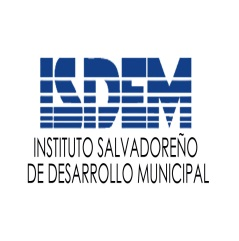 ISDEM
INSTITUTO SALVADOREÑO
DE DESARROLLO MUNICIPAL